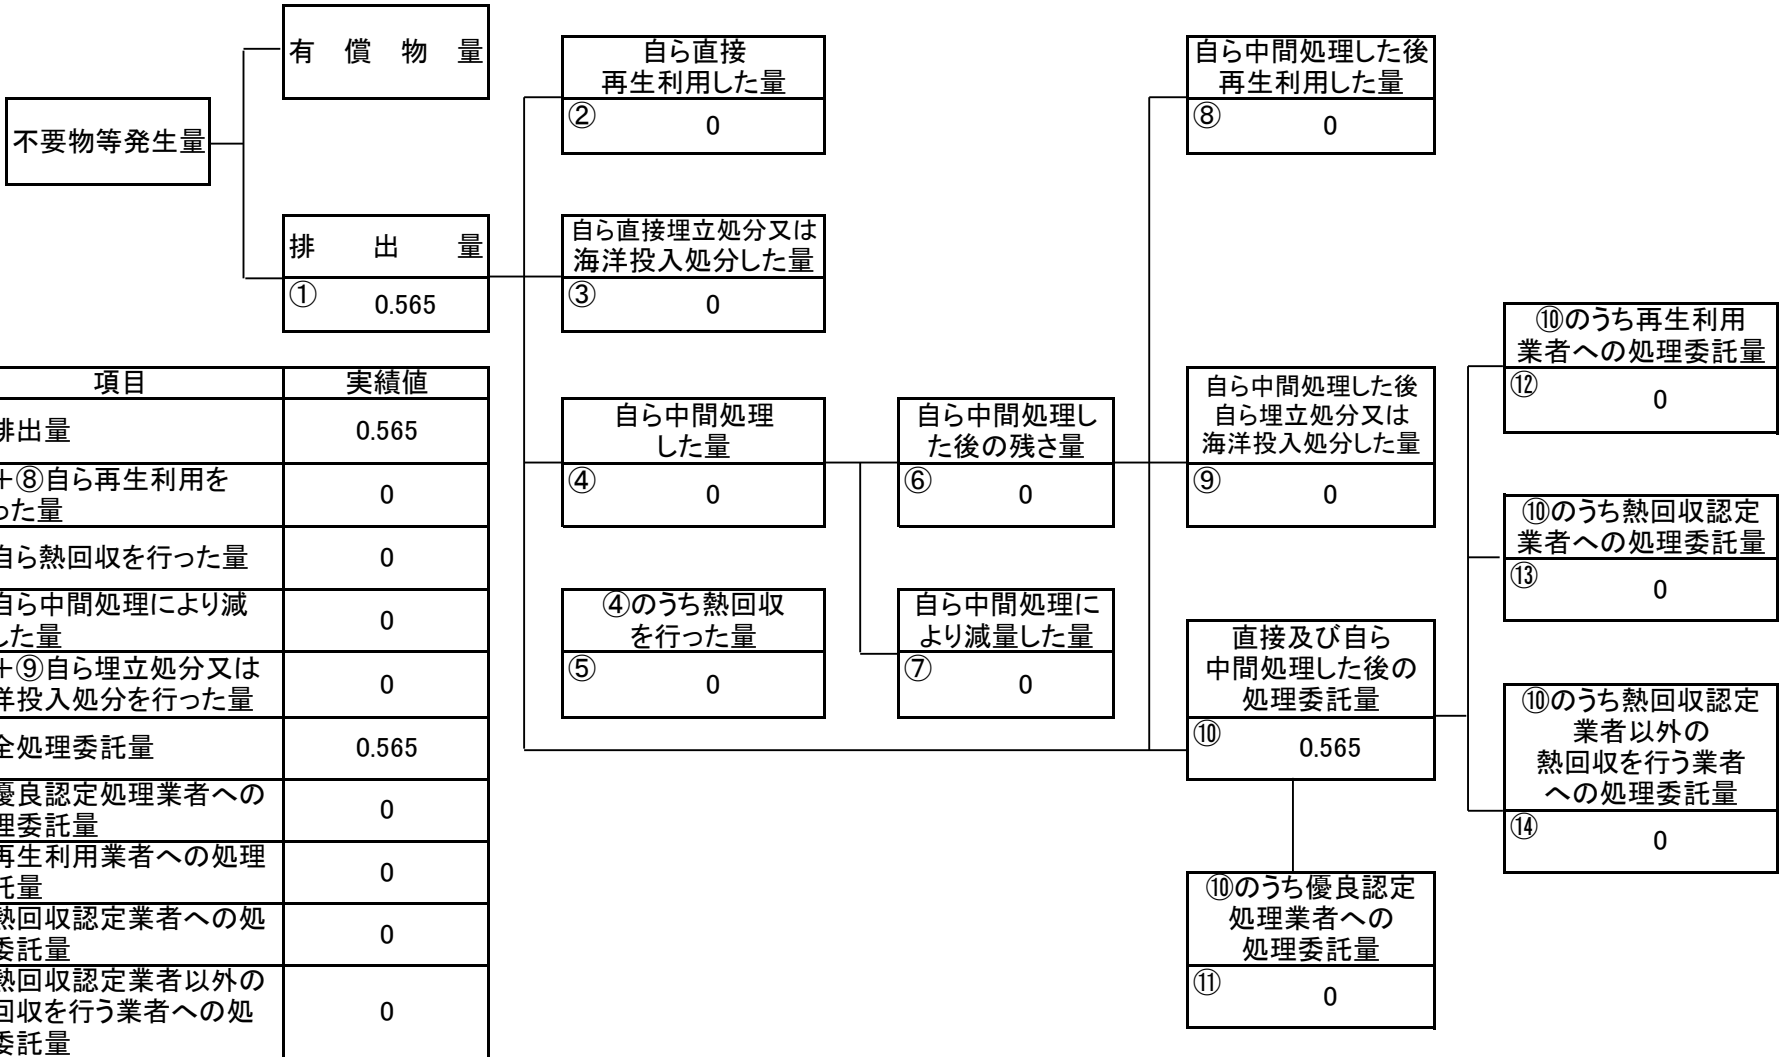 有 償 物 量
不要物等発生量
排 出 量
① 0.565
自ら直接
再生利用した量
② 0
自ら直接埋立処分又は
海洋投入処分した量
③ 0
自ら中間処理
した量
④ 0
④のうち熱回収
を行った量
⑤ 0
自ら中間処理し
た後の残さ量
⑥ 0
自ら中間処理に
より減量した量
⑦ 0
自ら中間処理した後
再生利用した量
⑧ 0
自ら中間処理した後
自ら埋立処分又は
海洋投入処分した量
⑨ 0
直接及び自ら
中間処理した後の
処理委託量
⑩ 0.565
⑩のうち優良認定
処理業者への
処理委託量
⑪ 0
⑩のうち再生利用
業者への処理委託量
⑫ 0
⑩のうち熱回収認定
業者への処理委託量
⑬ 0
⑩のうち熱回収認定
業者以外の
熱回収を行う業者
への処理委託量
⑭ 0
項目 実績値
排出量 0.565
+⑧自ら再生利用を
った量 0
自ら熱回収を行った量 0
自ら中間処理により減
した量 0
+⑨自ら埋立処分又は
洋投入処分を行った量 0
全処理委託量 0.565
優良認定処理業者への
理委託量 0
再生利用業者への処理
託量 0
熱回収認定業者への処
委託量 0
熱回収認定業者以外の
回収を行う業者への処
委託量 0